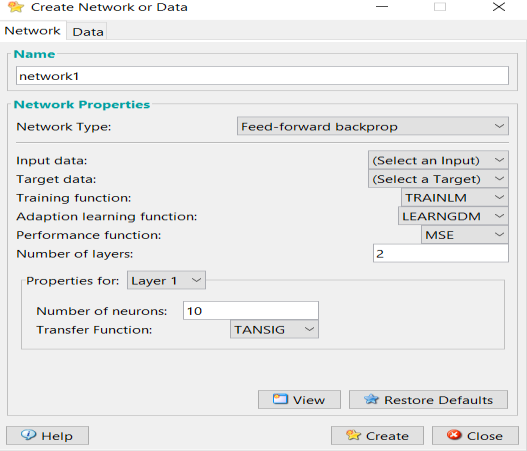 Create Network or Data
Network Data
Name
network1
Network Properties
Network Type: Feed-forward backprop
Input data: (Select an Input)
Target data: (Select a Target)
Training function: TRAINLM
Adaption learning function: LEARNGDM
Performance function: MSE
Number of layers: 2
Properties for: Layer 1
Number of neurons: 10
Transfer Function: TANSIG
View Restore Defaults
Help Create Close